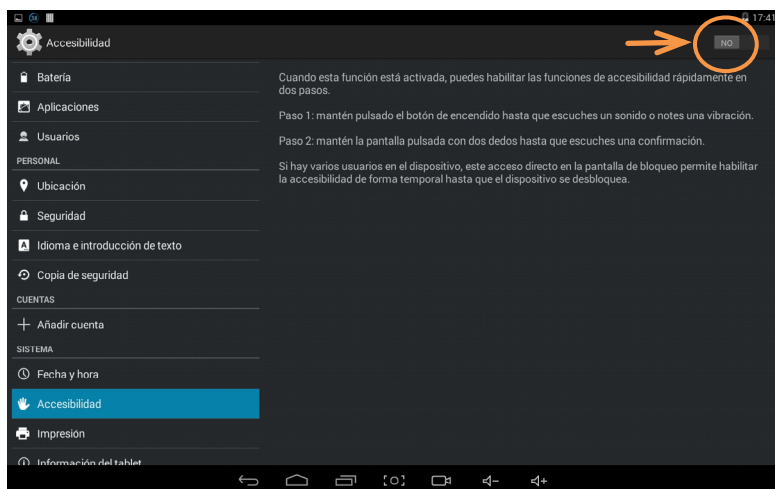 17:41
Accesibilidad
NO
Batería
Aplicaciones
Usuarios
PERSONAL
Ubicación
Seguridad
Idioma e introducción de texto
Copia de seguridad
CUENTAS
Añadir cuenta
SISTEMA
Fecha y hora
Accesibilidad
Impresión
Información del tablet
Cuando esta función está activada, puedes habilitar las funciones de accesibilidad rápidamente en
dos pasos.
Paso 1: mantén pulsado el botón de encendido hasta que escuches un sonido o notes una vibración.
Paso 2: mantén la pantalla pulsada con dos dedos hasta que escuches una confirmación.
Si hay varios usuarios en el dispositivo, este acceso directo en la pantalla de bloqueo permite habilitar
la accesibilidad de forma temporal hasta que el dispositivo se desbloquea.